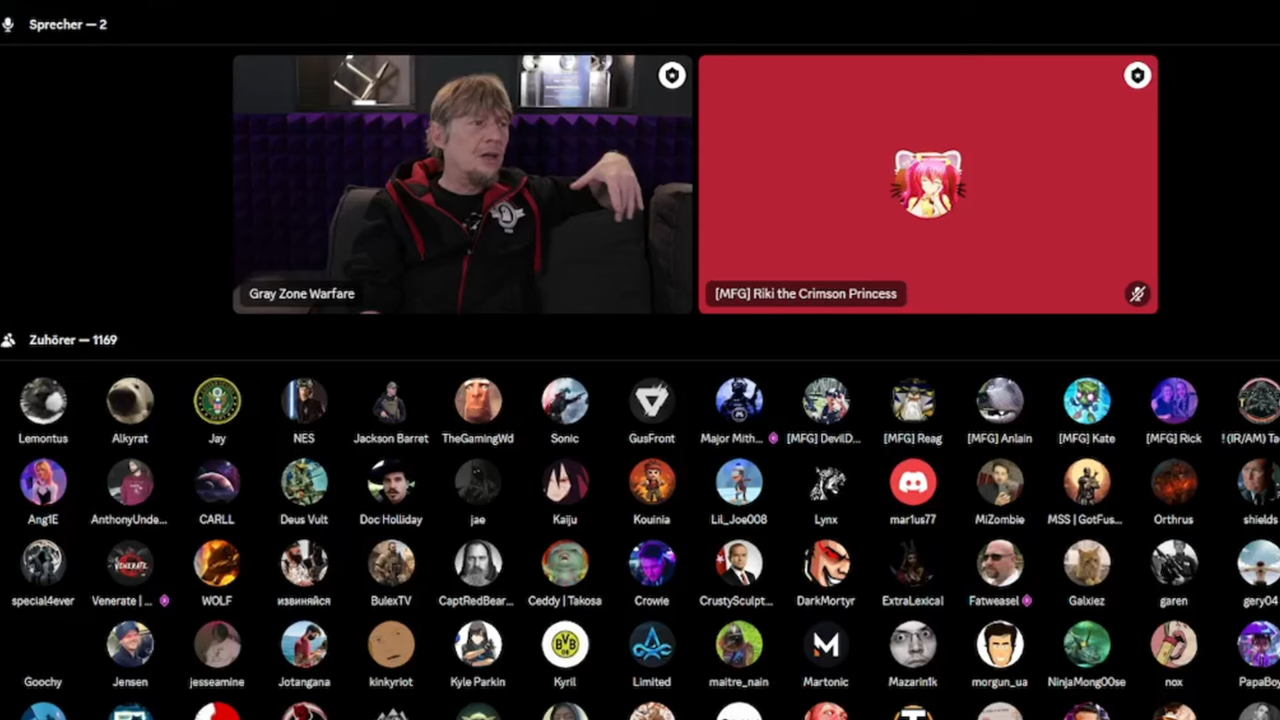 Sprecher — 2
Gray Zone Warfare
[MFG] Riki the Crimson Princess
Zuhörer — 1169
Lemontus Alkyrat Jay NES Jackson Barret TheGamingWd Sonic GusFront Major Mith... [MFG] DevilD... [MFG] Reag [MFG] Anlain [MFG] Kate [MFG] Rick ! (IR/AM) Ta
Ang1E AnthonyUnde... CARLL Deus Vult Doc Holliday jae Kaiju Kouinia Lil_Joe008 Lynx mar1us77 MiZombie MSS | GotFus... Orthrus shields
special4ever Venerate | ... WOLF извиняйся BulexTV CaptRedBear... Ceddy | Takosa Crowie CrustySculpt... DarkMortyr ExtraLexical Fatweasel Galxiez garen gery04
Goochy Jensen jesseamine Jotangana kinkyriot Kyle Parkin Kyril Limited maitre_nain Martonic Mazarin1k morgun_ua NinjaMong00se nox PapaBoy